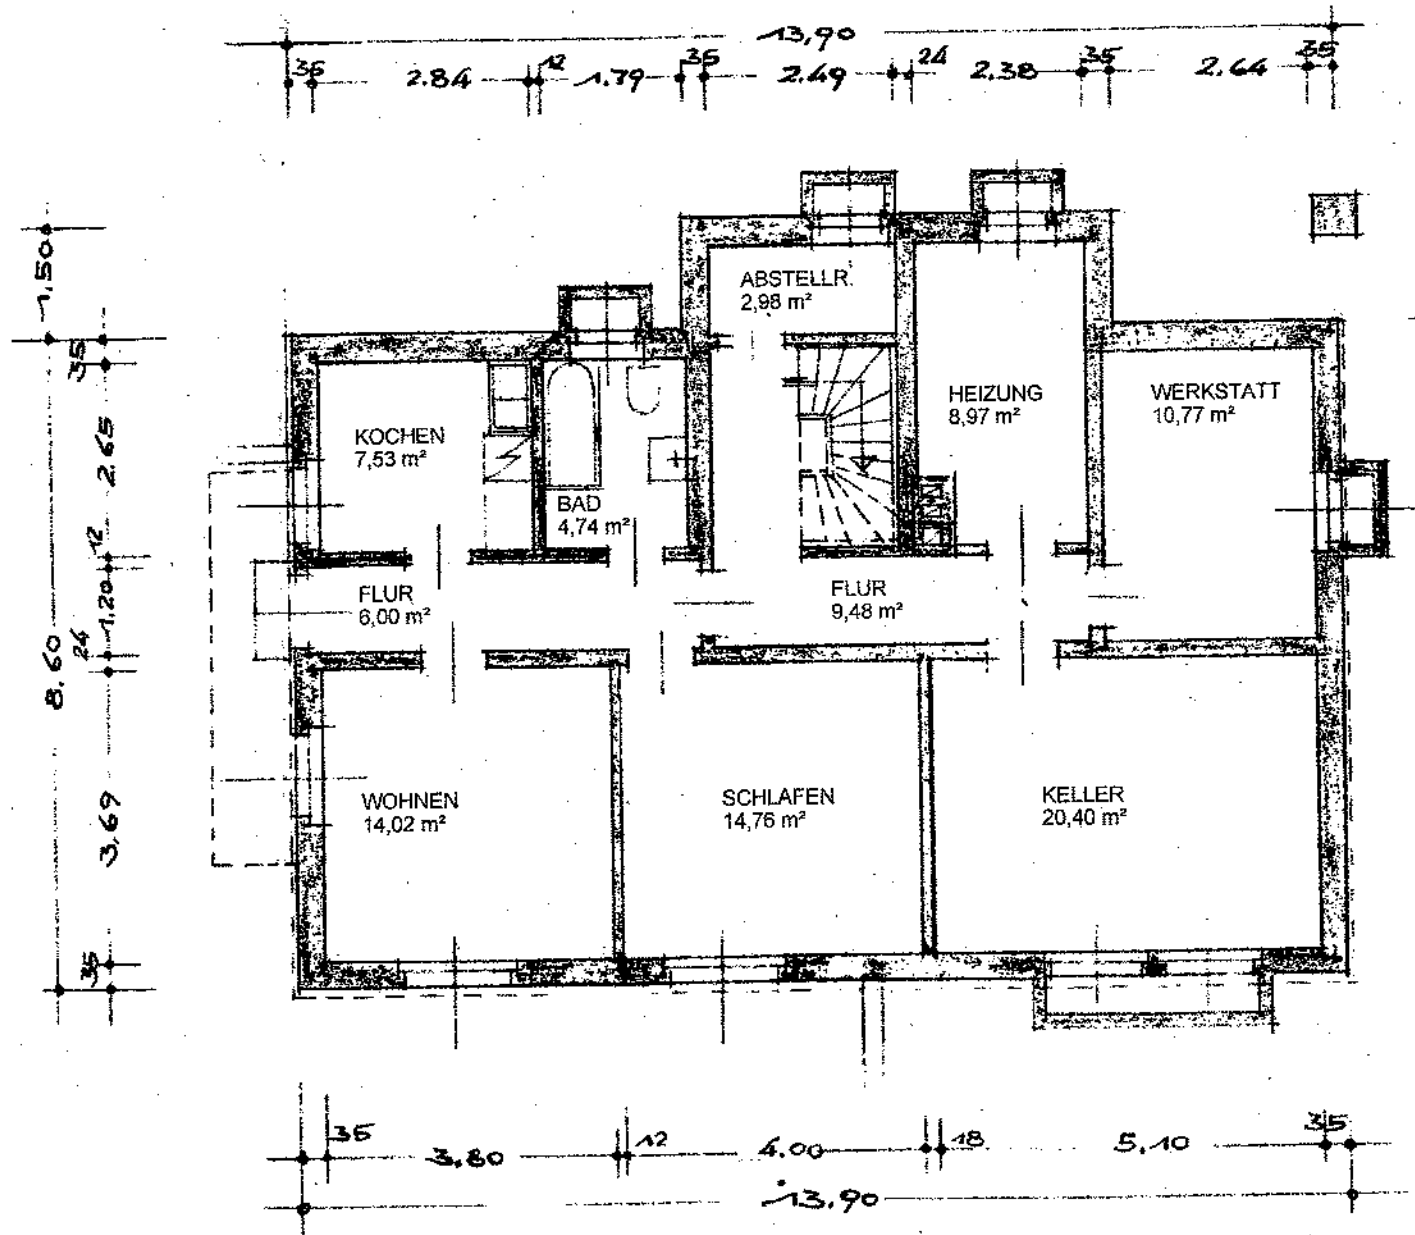 13,90
35 2.84 12 1.79 35 2.49 24 2.38 35 2.64 35
1,50
8.60
35
2.65
12
1,20
24
3,69
35
ABSTELLR.
2,98 m²
HEIZUNG
8,97 m²
WERKSTATT
10,77 m²
KOCHEN
7,53 m²
BAD
4,74 m²
FLUR
6,00 m²
FLUR
9,48 m²
WOHNEN
14,02 m²
SCHLAFEN
14,76 m²
KELLER
20,40 m²
35 3.80 12 4.00 18 5.10 35
13.90